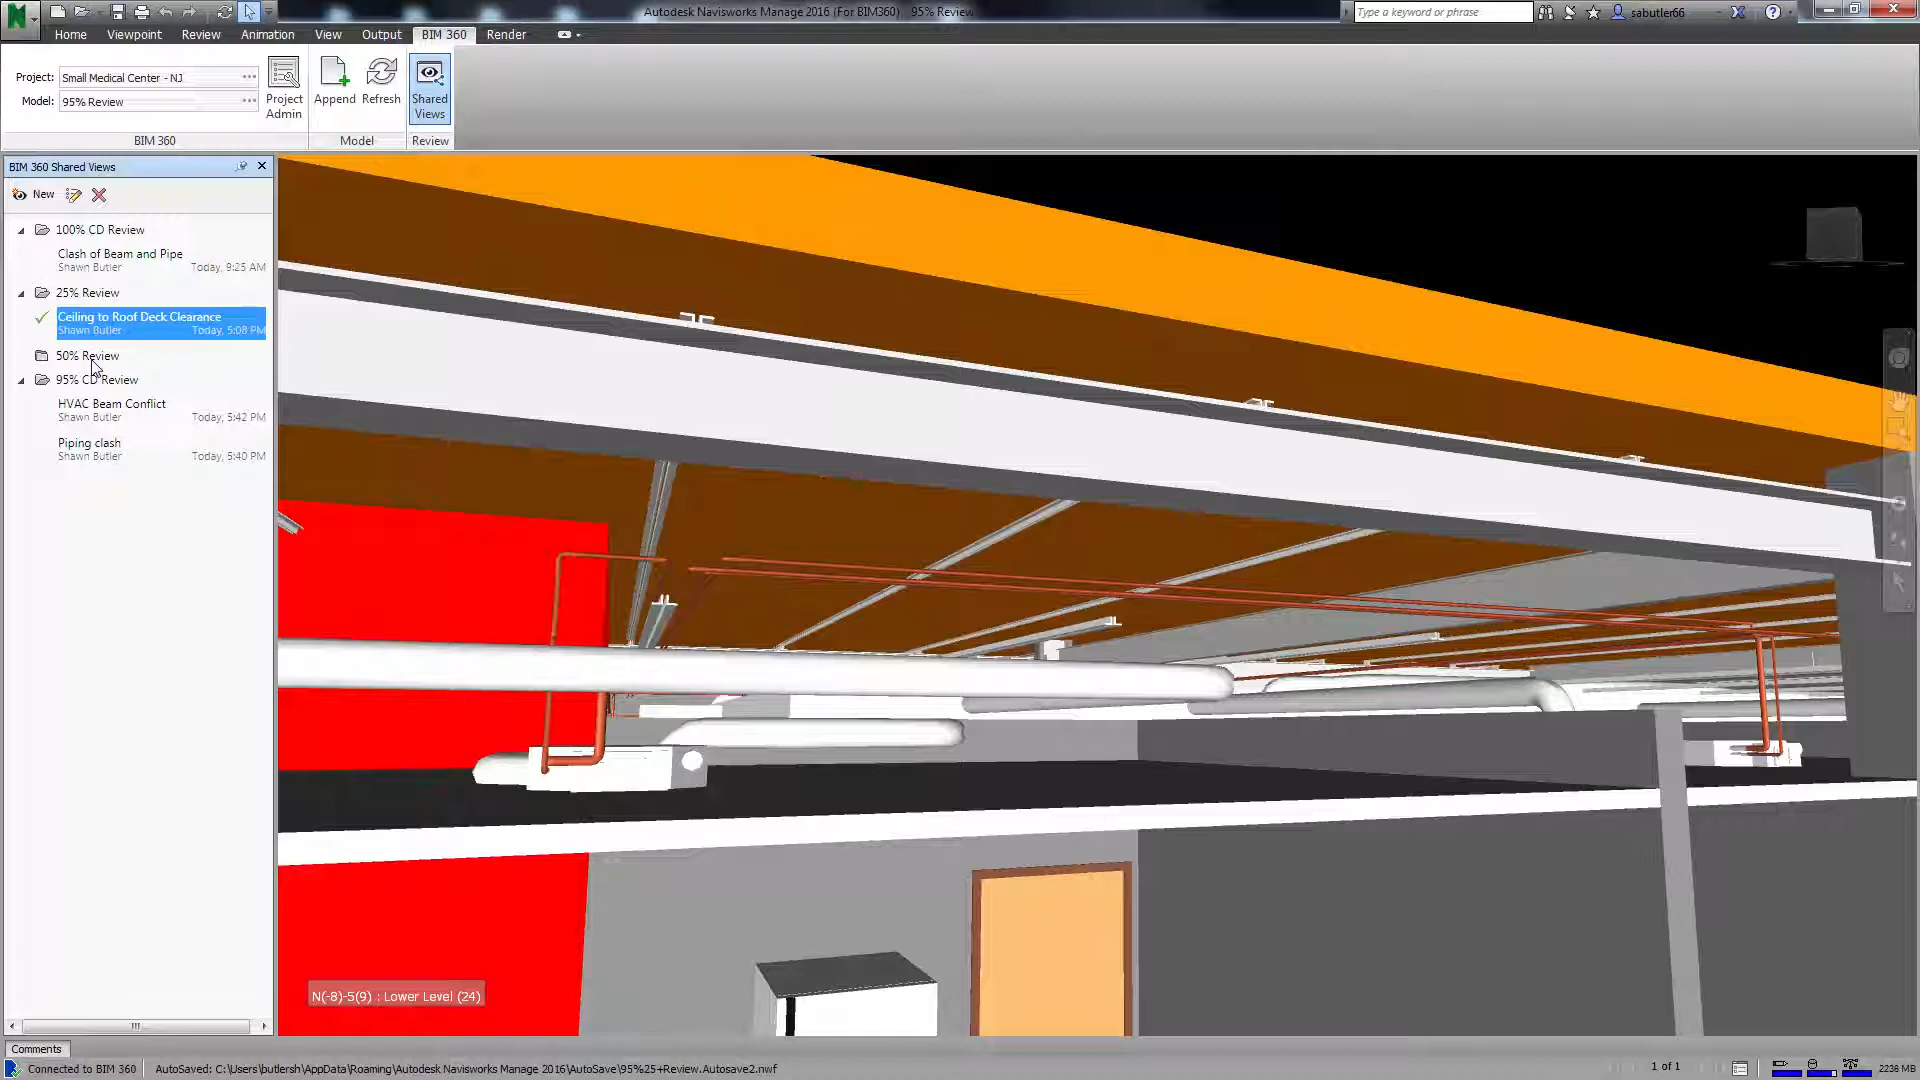 Autodesk Navisworks Manage 2016 (For BIM360) 95% Review
Type a keyword or phrase
sabutler66
Home Viewpoint Review Animation View Output BIM 360 Render
Project: Small Medical Center - NJ
Model: 95% Review
Project Admin
Append
Refresh
Shared Views
BIM 360
Model
Review
BIM 360 Shared Views
New
100% CD Review
Clash of Beam and Pipe
Shawn Butler Today, 9:25 AM
25% Review
Ceiling to Roof Deck Clearance
Shawn Butler Today, 5:08 PM
50% Review
95% CD Review
HVAC Beam Conflict
Shawn Butler Today, 5:42 PM
Piping clash
Shawn Butler Today, 5:40 PM
N(-8)-5(9) : Lower Level (24)
Comments
Connected to BIM 360
AutoSaved: C:\Users\butlersh\AppData\Roaming\Autodesk Navisworks Manage 2016\AutoSave\95%25+Review.Autosave2.nwf
1 of 1
2236 MB